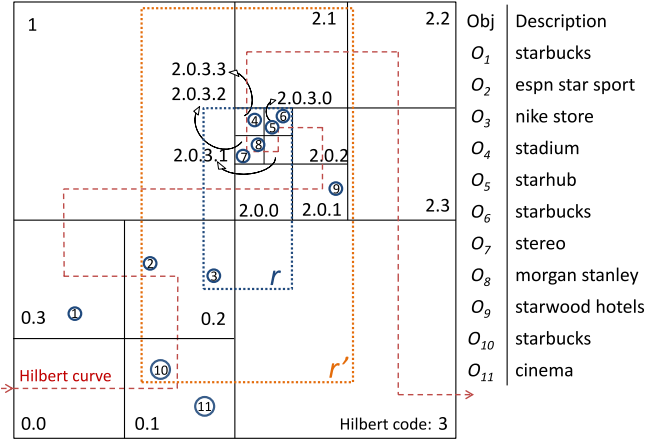 1
2.1
2.2
2.0.3.3
2.0.3.2
2.0.3.0
4
6
5
8
7
2.0.3.1
2.0.2
9
2.0.0
2.0.1
2.3
2
3
r
1
0.3
0.2
10
r’
Hilbert curve
11
0.0
0.1
Hilbert code: 3
Obj Description
O1 starbucks
O2 espn star sport
O3 nike store
O4 stadium
O5 starhub
O6 starbucks
O7 stereo
O8 morgan stanley
O9 starwood hotels
O10 starbucks
O11 cinema